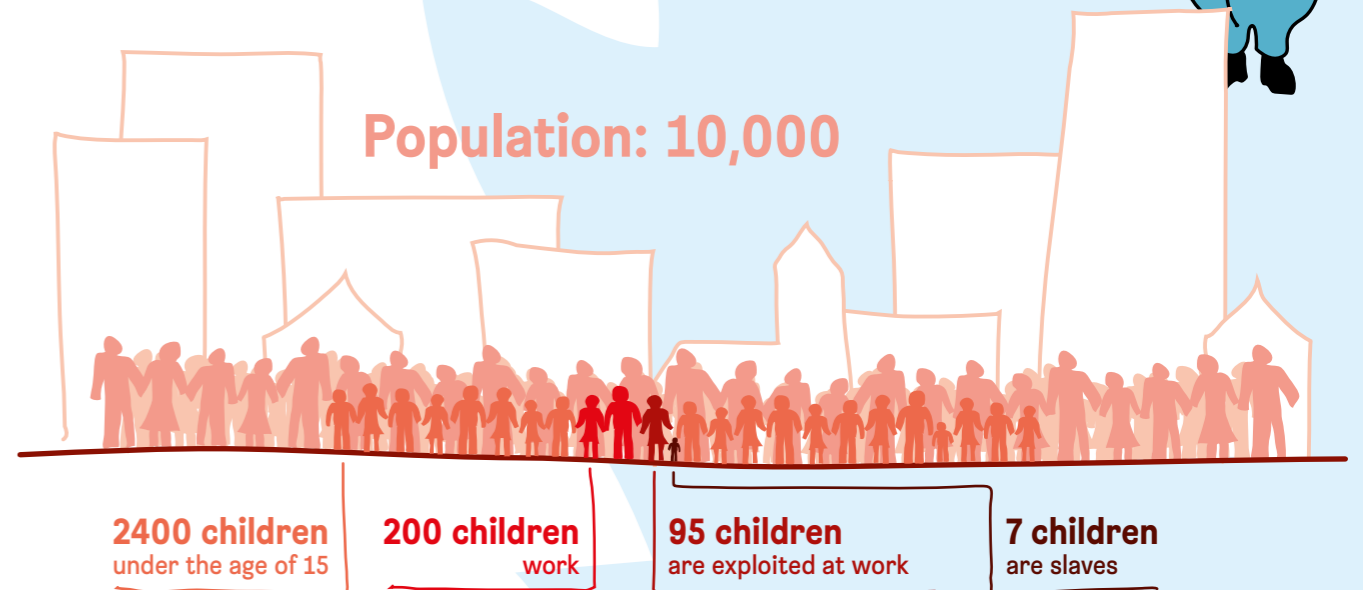 Population: 10,000
2400 children
under the age of 15
200 children
work
95 children
are exploited at work
7 children
are slaves